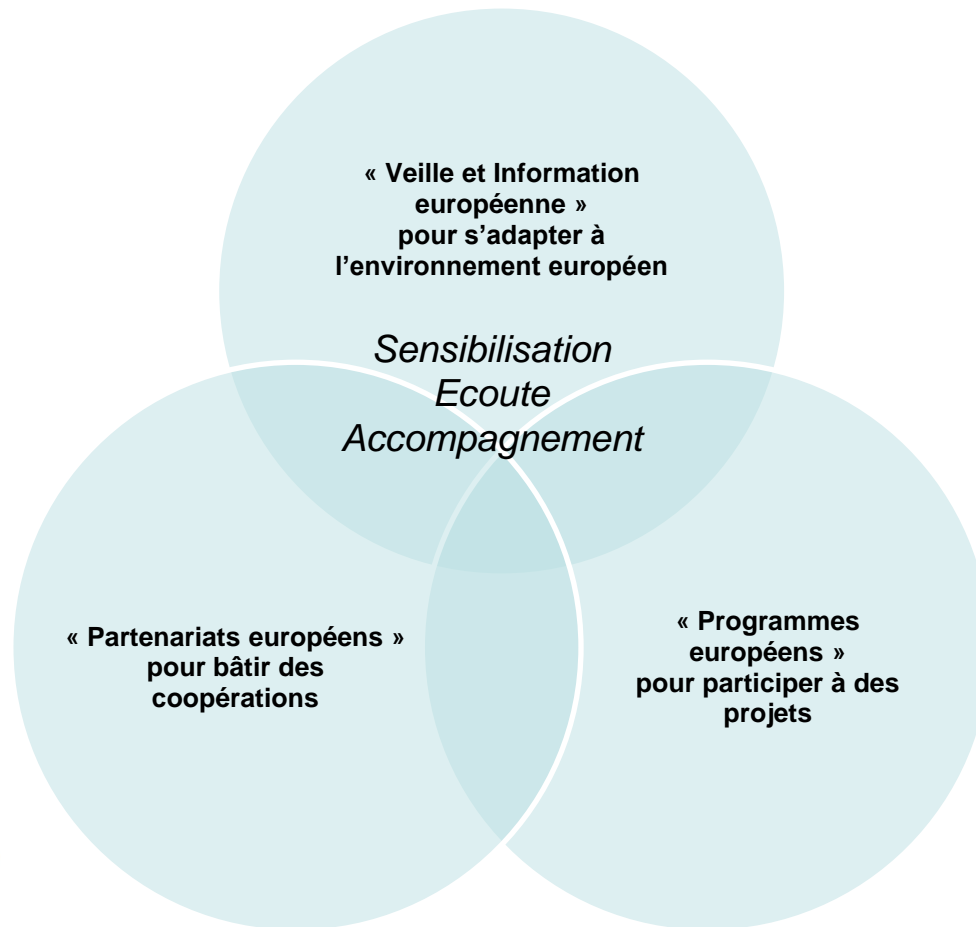 « Veille et Information
européenne »
pour s’adapter à
l’environnement européen
Sensibilisation
Ecoute
Accompagnement
« Partenariats européens »
pour bâtir des
coopérations
« Programmes
européens »
pour participer à des
projets